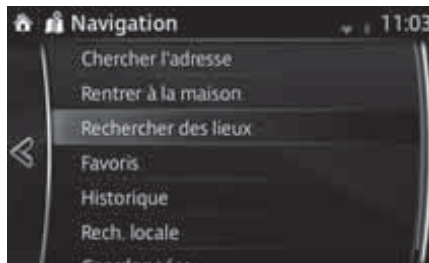 Navigation 11:03
Chercher l'adresse
Rentrer à la maison
Rechercher des lieux
Favoris
Historique
Rech. locale